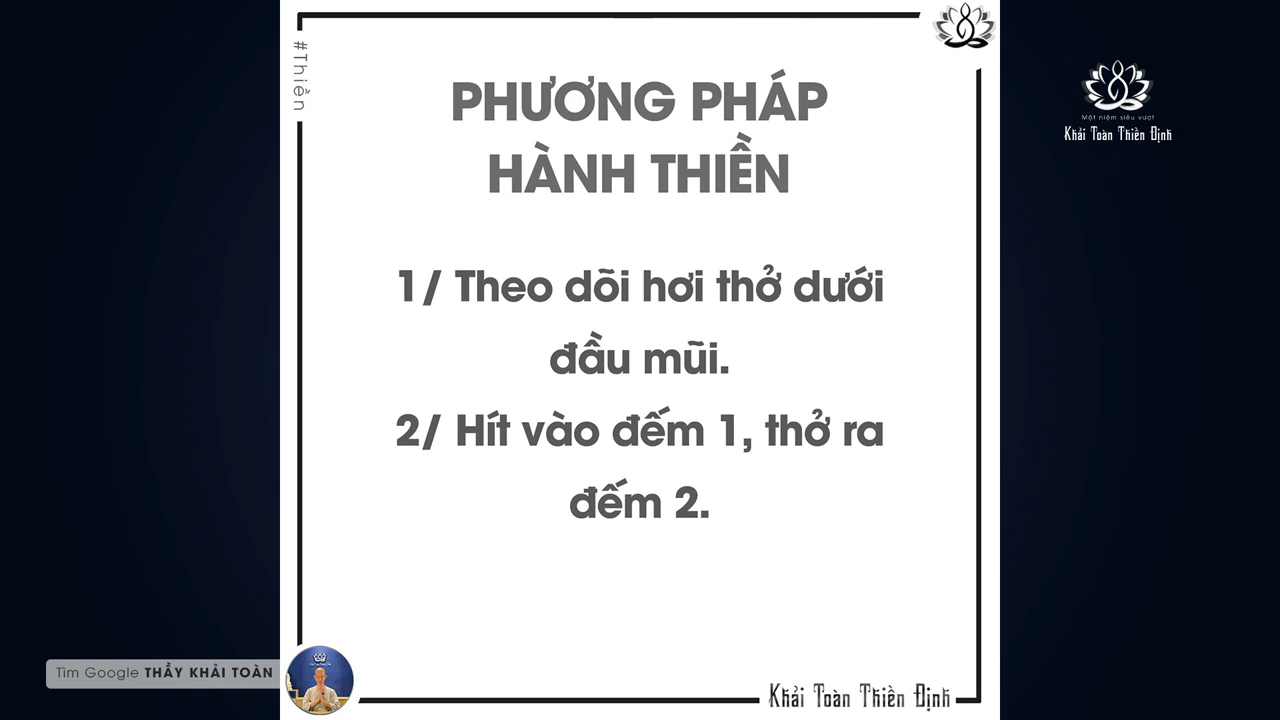 #Thiền
PHƯƠNG PHÁP
HÀNH THIỀN
1/ Theo dõi hơi thở dưới
đầu mũi.
2/ Hít vào đếm 1, thở ra
đếm 2.
Một niệm siêu vượt
Khải Toàn Thiền Định
Tìm Google THẦY KHẢI TOÀN
Khải Toàn Thiền Định